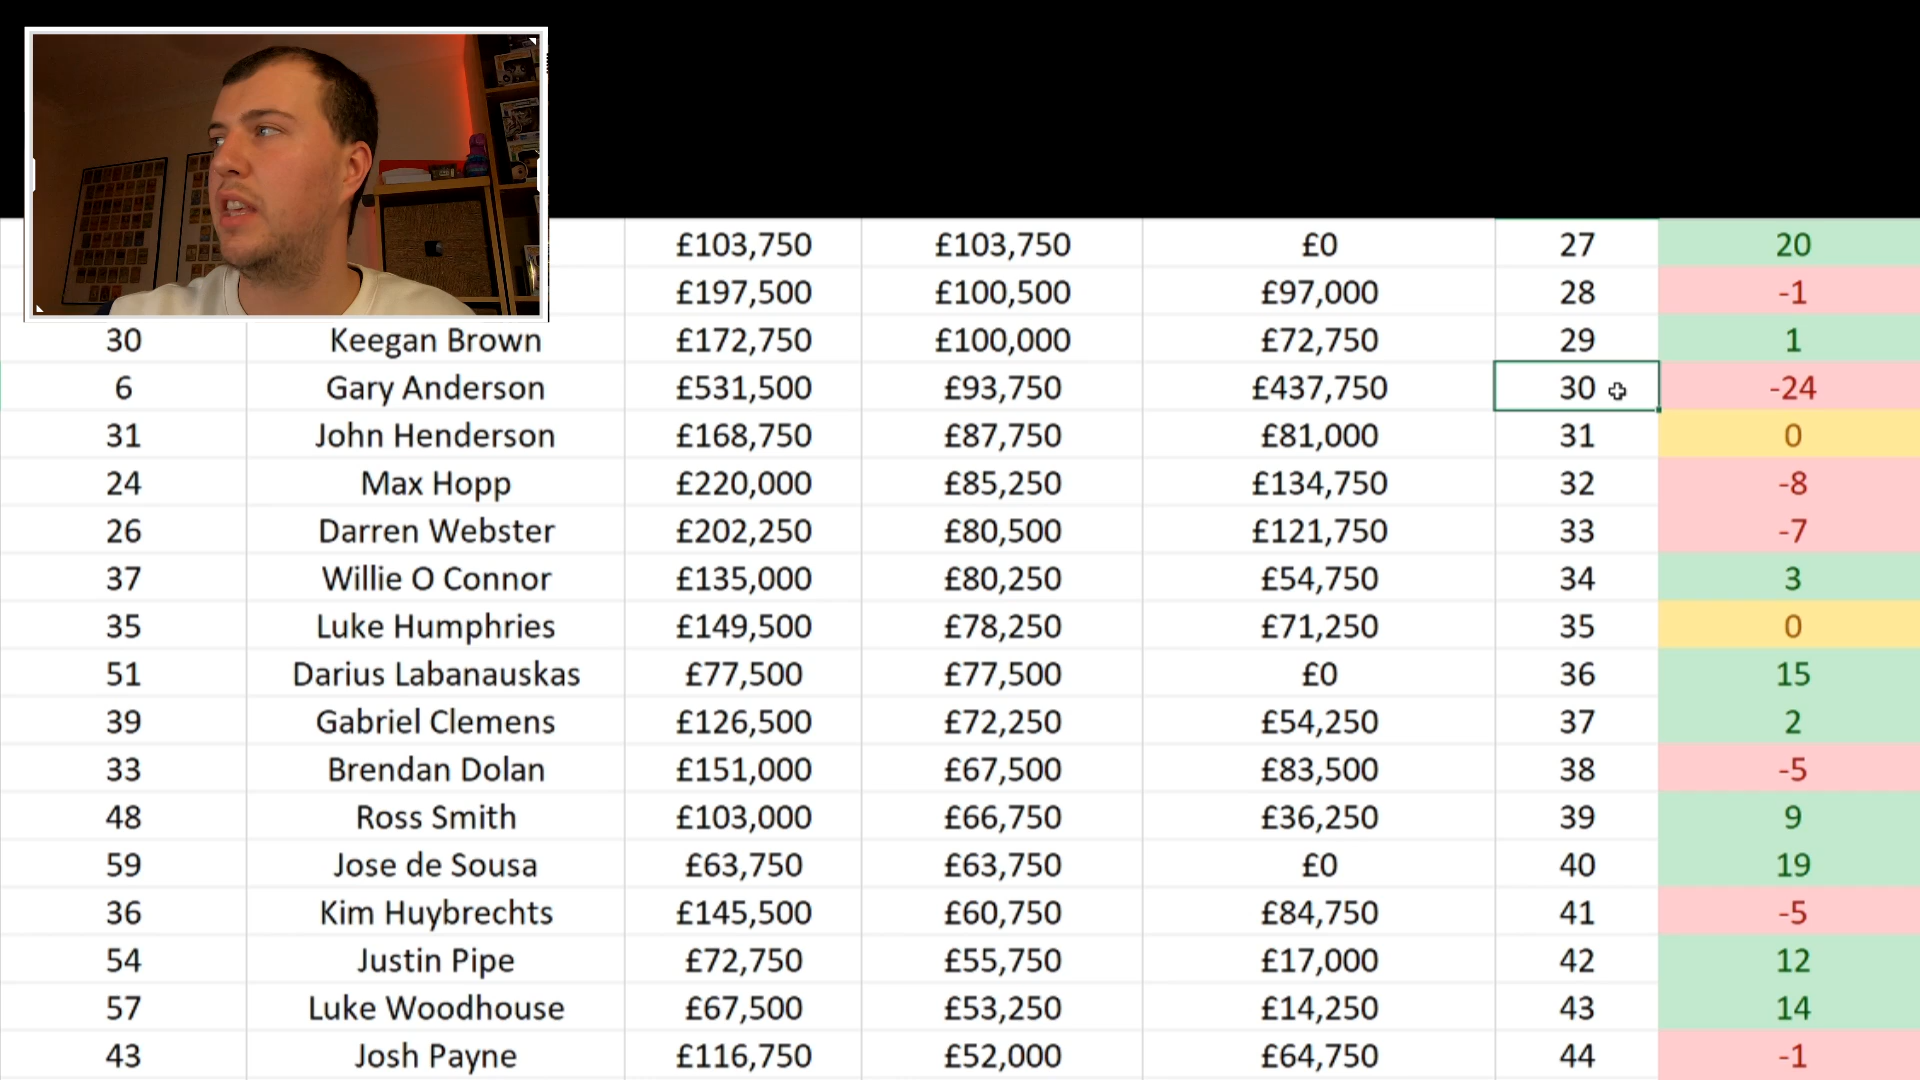 £103,750 £103,750 £0 27 20
£197,500 £100,500 £97,000 28 -1
30 Keegan Brown £172,750 £100,000 £72,750 29 1
6 Gary Anderson £531,500 £93,750 £437,750 30 -24
31 John Henderson £168,750 £87,750 £81,000 31 0
24 Max Hopp £220,000 £85,250 £134,750 32 -8
26 Darren Webster £202,250 £80,500 £121,750 33 -7
37 Willie O Connor £135,000 £80,250 £54,750 34 3
35 Luke Humphries £149,500 £78,250 £71,250 35 0
51 Darius Labanauskas £77,500 £77,500 £0 36 15
39 Gabriel Clemens £126,500 £72,250 £54,250 37 2
33 Brendan Dolan £151,000 £67,500 £83,500 38 -5
48 Ross Smith £103,000 £66,750 £36,250 39 9
59 Jose de Sousa £63,750 £63,750 £0 40 19
36 Kim Huybrechts £145,500 £60,750 £84,750 41 -5
54 Justin Pipe £72,750 £55,750 £17,000 42 12
57 Luke Woodhouse £67,500 £53,250 £14,250 43 14
43 Josh Payne £116,750 £52,000 £64,750 44 -1